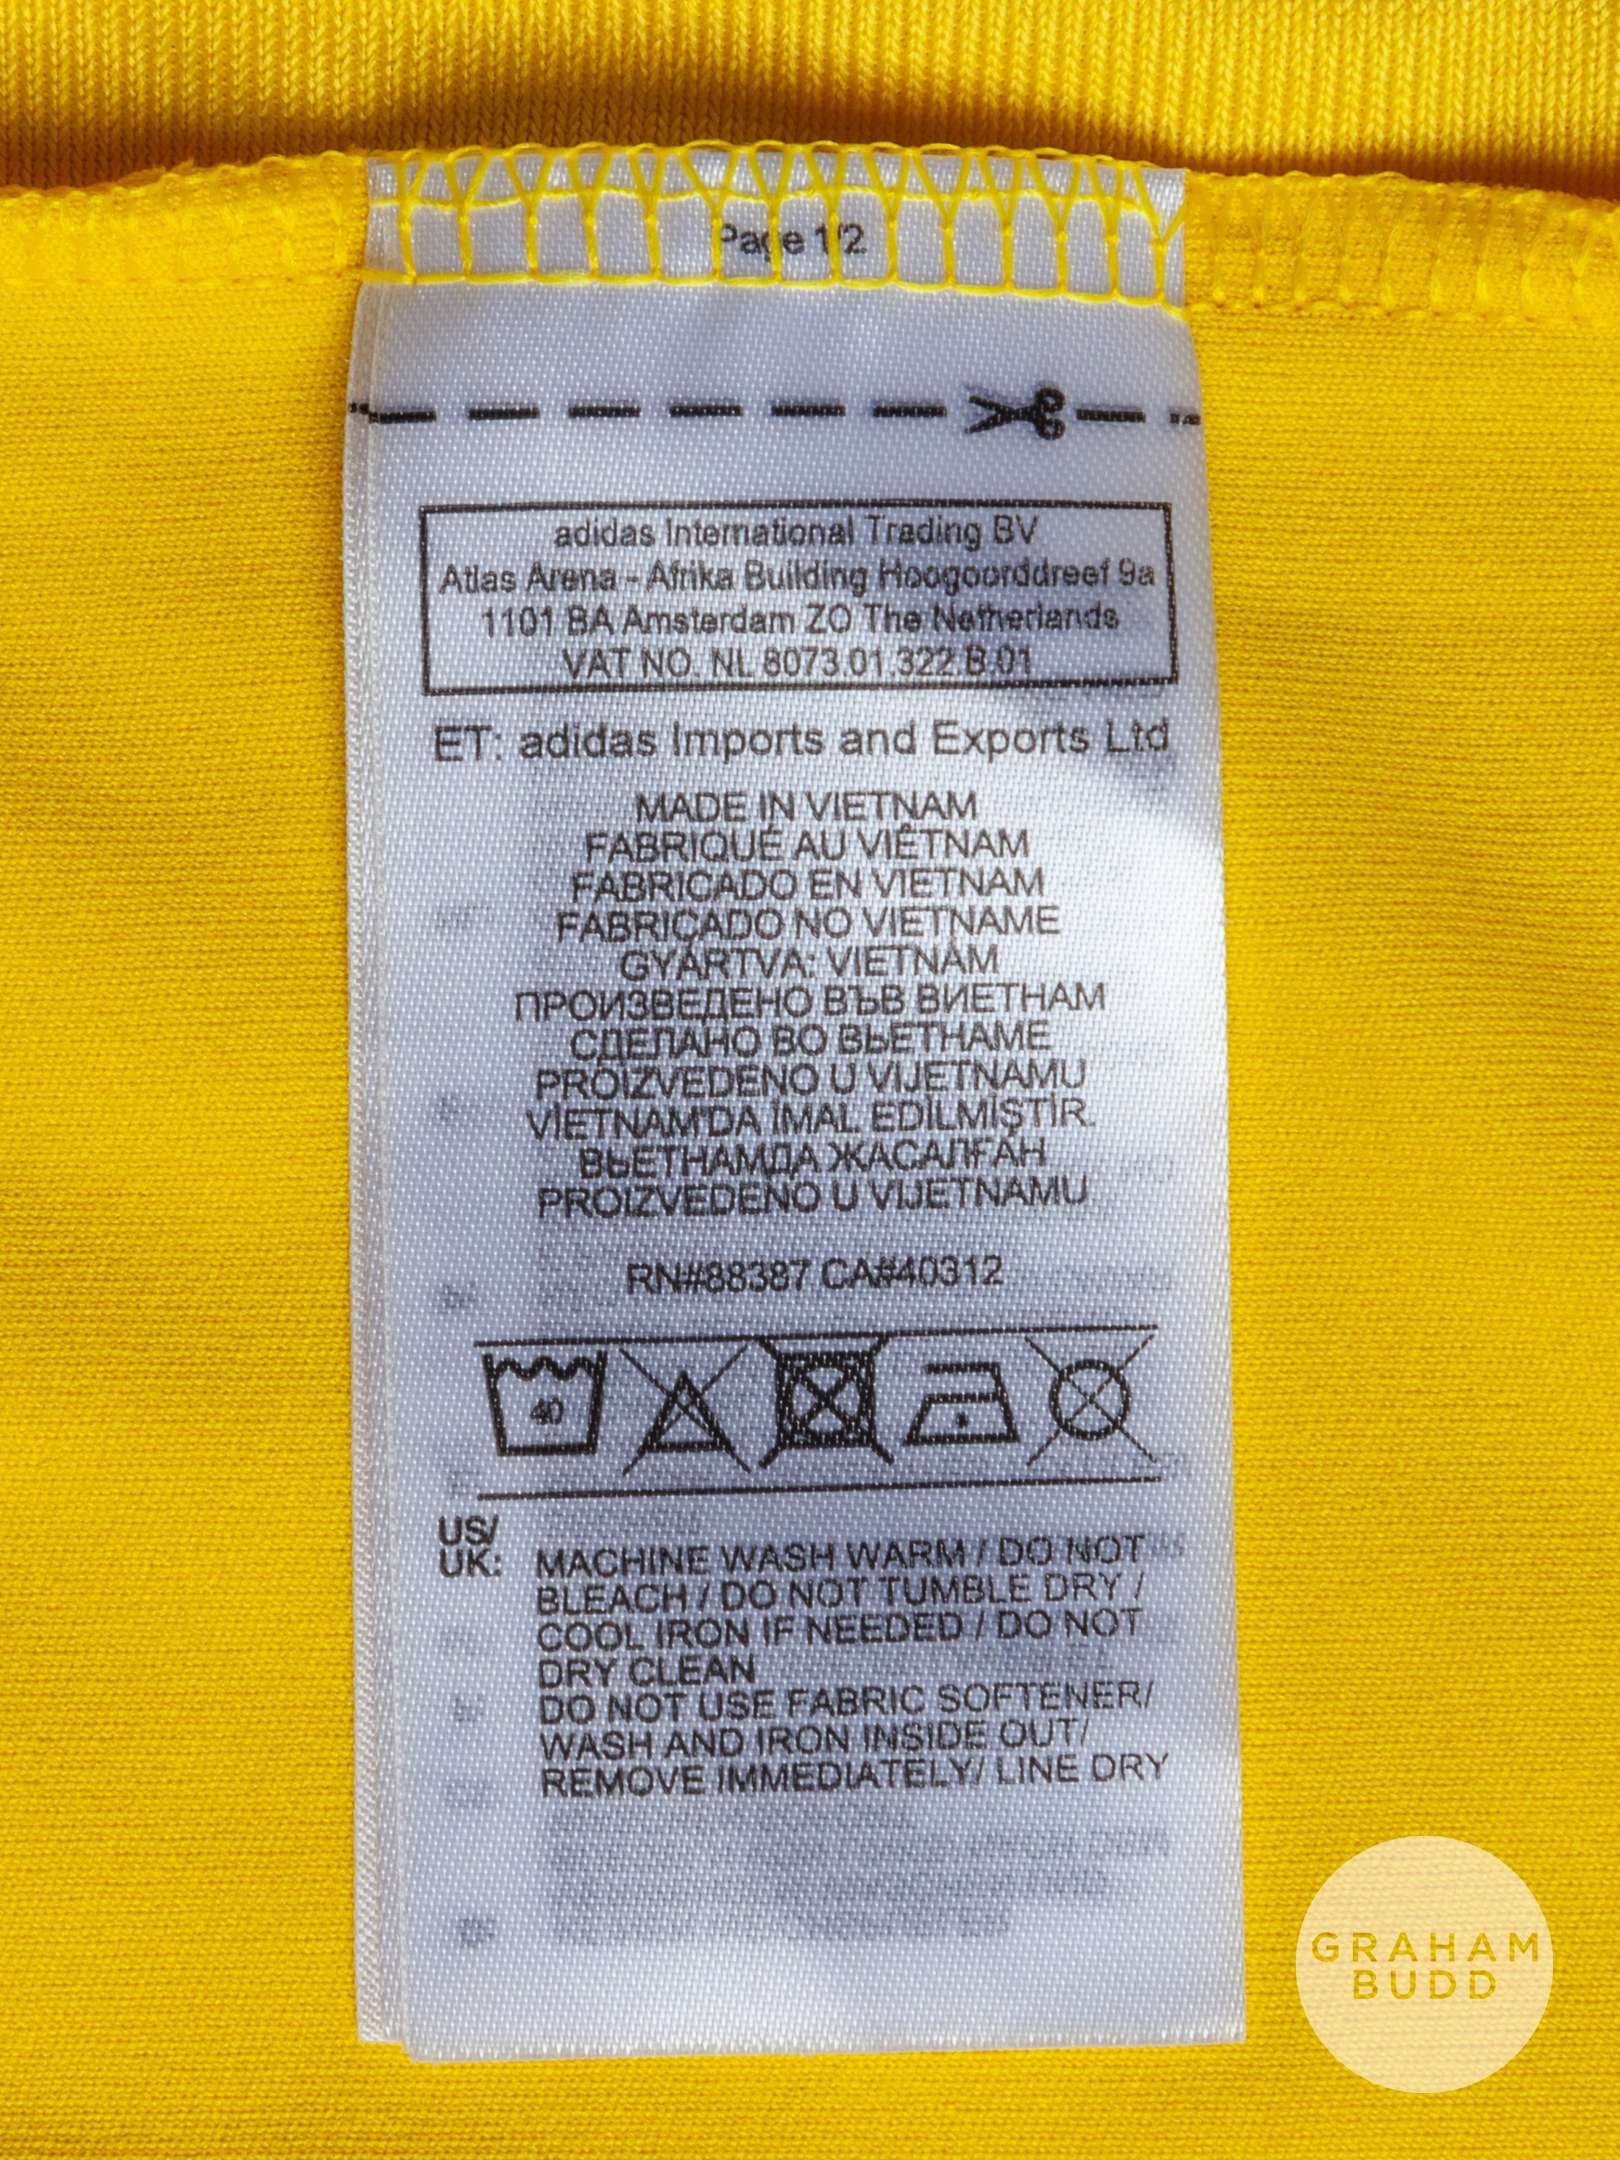 Page 1/2
adidas International Trading BV
Atlas Arena - Afrika Building Hoogoorddreef 9a
1101 BA Amsterdam ZO The Netherlands
VAT NO. NL 8073.01.322.B.01
ET: adidas Imports and Exports Ltd
MADE IN VIETNAM
FABRIQUÉ AU VIÊTNAM
FABRICADO EN VIETNAM
FABRICADO NO VIETNAME
GYÁRTVA: VIETNÁM
ПРОИЗВЕДЕНО ВЪВ ВИЕТНАМ
СДЕЛАНО ВО ВЬЕТНАМЕ
PROIZVEDENO U VIJETNAMU
VİETNAM'DA İMAL EDİLMİŞTİR.
ВЬЕТНАМДА ЖАСАЛҒАН
PROIZVEDENO U VIJETNAMU
RN#88387 CA#40312
40
US/
UK: MACHINE WASH WARM / DO NOT
BLEACH / DO NOT TUMBLE DRY /
COOL IRON IF NEEDED / DO NOT
DRY CLEAN
DO NOT USE FABRIC SOFTENER/
WASH AND IRON INSIDE OUT/
REMOVE IMMEDIATELY/ LINE DRY
GRAHAM
BUDD